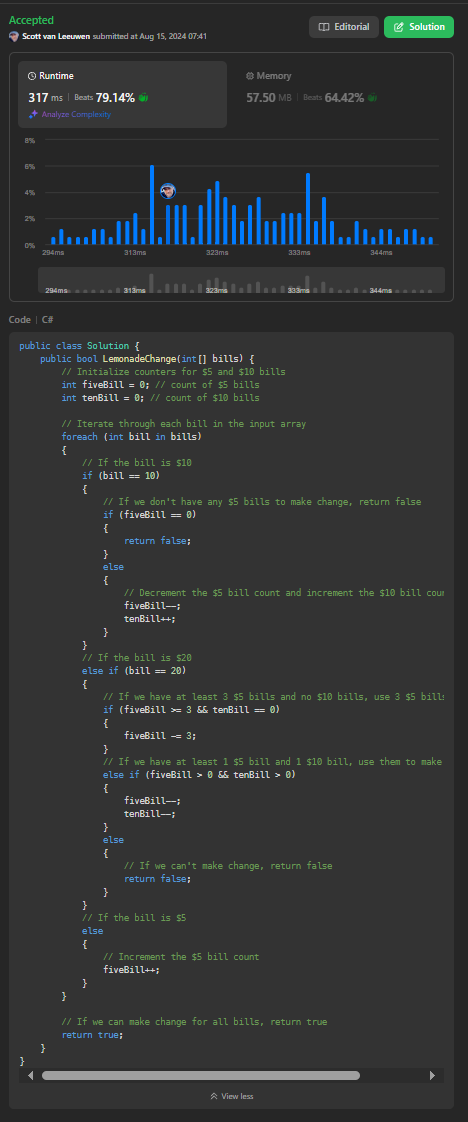 Accepted
Scott van Leeuwen submitted at Aug 15, 2024 07:41
Editorial
Solution
Runtime
317 ms | Beats 79.14%
Analyze Complexity
Memory
57.50 MB | Beats 64.42%
8%
6%
4%
2%
0%
294ms 313ms 323ms 333ms 344ms
294ms 313ms 323ms 333ms 344ms
Code | C#
public class Solution {
    public bool LemonadeChange(int[] bills) {
        // Initialize counters for $5 and $10 bills
        int fiveBill = 0; // count of $5 bills
        int tenBill = 0; // count of $10 bills
        // Iterate through each bill in the input array
        foreach (int bill in bills)
        {
            // If the bill is $10
            if (bill == 10)
            {
                // If we don't have any $5 bills to make change, return false
                if (fiveBill == 0)
                {
                    return false;
                }
                else
                {
                    // Decrement the $5 bill count and increment the $10 bill cou
                    fiveBill--;
                    tenBill++;
                }
            }
            // If the bill is $20
            else if (bill == 20)
            {
                // If we have at least 3 $5 bills and no $10 bills, use 3 $5 bills
                if (fiveBill >= 3 && tenBill == 0)
                {
                    fiveBill -= 3;
                }
                // If we have at least 1 $5 bill and 1 $10 bill, use them to make
                else if (fiveBill > 0 && tenBill > 0)
                {
                    fiveBill--;
                    tenBill--;
                }
                else
                {
                    // If we can't make change, return false
                    return false;
                }
            }
            // If the bill is $5
            else
            {
                // Increment the $5 bill count
                fiveBill++;
            }
        }
        // If we can make change for all bills, return true
        return true;
    }
}
View less